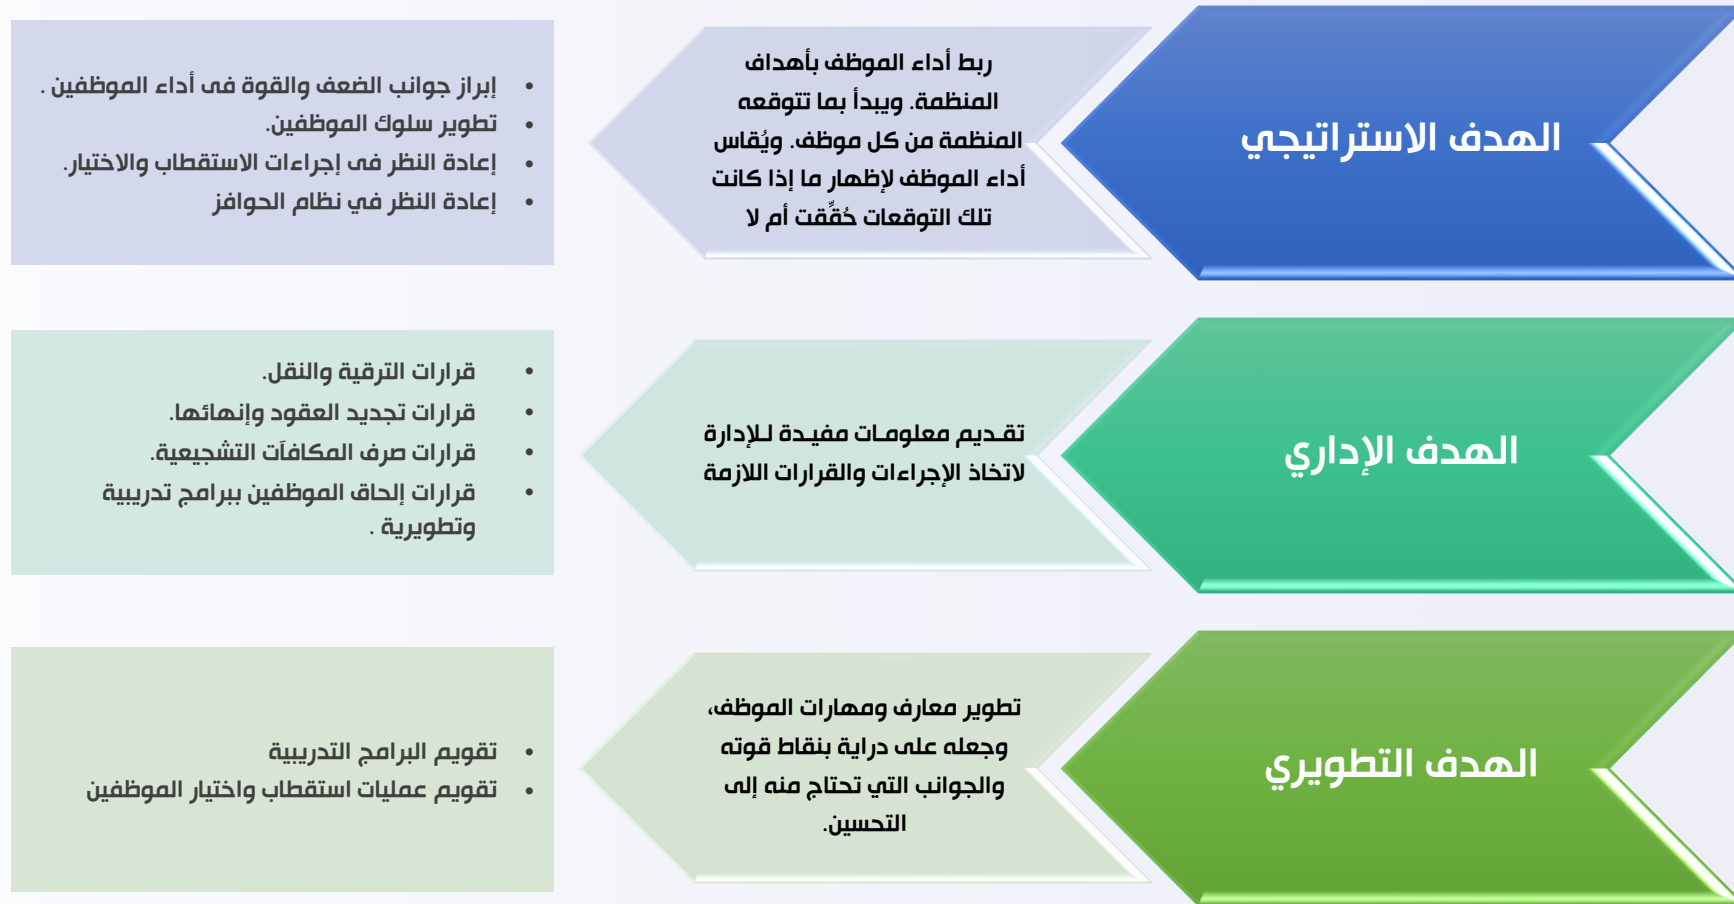 الهدف الاستراتيجي
ربط أداء الموظف بأهداف
المنظمة. ويبدأ بما تتوقعه
المنظمة من كل موظف. ويُقاس
أداء الموظف لإظهار ما إذا كانت
تلك التوقعات حُقِّقت أم لا
• إبراز جوانب الضعف والقوة فى أداء الموظفين .
• تطوير سلوك الموظفين.
• إعادة النظر فى إجراءات الاستقطاب والاختيار.
• إعادة النظر في نظام الحوافز
الهدف الإداري
تقـديم معلومـات مفيـدة لـلإدارة
لاتخاذ الإجراءات والقرارات اللازمة
• قرارات الترقية والنقل.
• قرارات تجديد العقود وإنهائها.
• قرارات صرف المكافآت التشجيعية.
• قرارات إلحاق الموظفين ببرامج تدريبية
وتطويرية .
الهدف التطويري
تطوير معارف ومهارات الموظف،
وجعله على دراية بنقاط قوته
والجوانب التي تحتاج منه إلى
التحسين.
• تقويم البرامج التدريبية
• تقويم عمليات استقطاب واختيار الموظفين